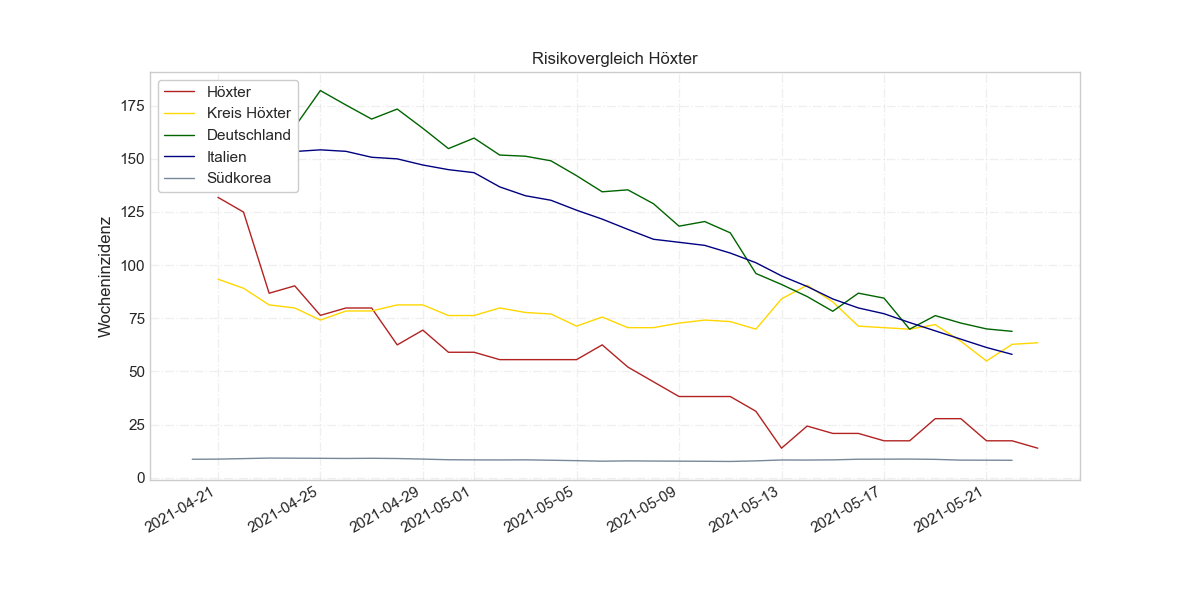 Risikovergleich Höxter
Höxter
Kreis Höxter
Deutschland
Italien
Südkorea
Wocheninzidenz
175
150
125
100
75
50
25
0
2021-04-21
2021-04-25
2021-04-29
2021-05-01
2021-05-05
2021-05-09
2021-05-13
2021-05-17
2021-05-21